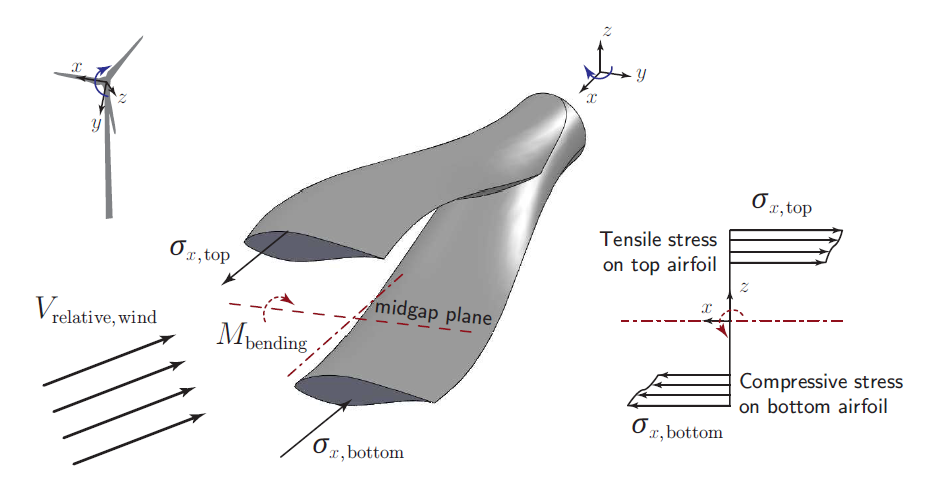 x
z
y
z
y
x
σx,top
Vrelative,wind
Mbending
midgap plane
σx,bottom
σx,top
Tensile stress
on top airfoil
z
x
Compressive stress
on bottom airfoil
σx,bottom